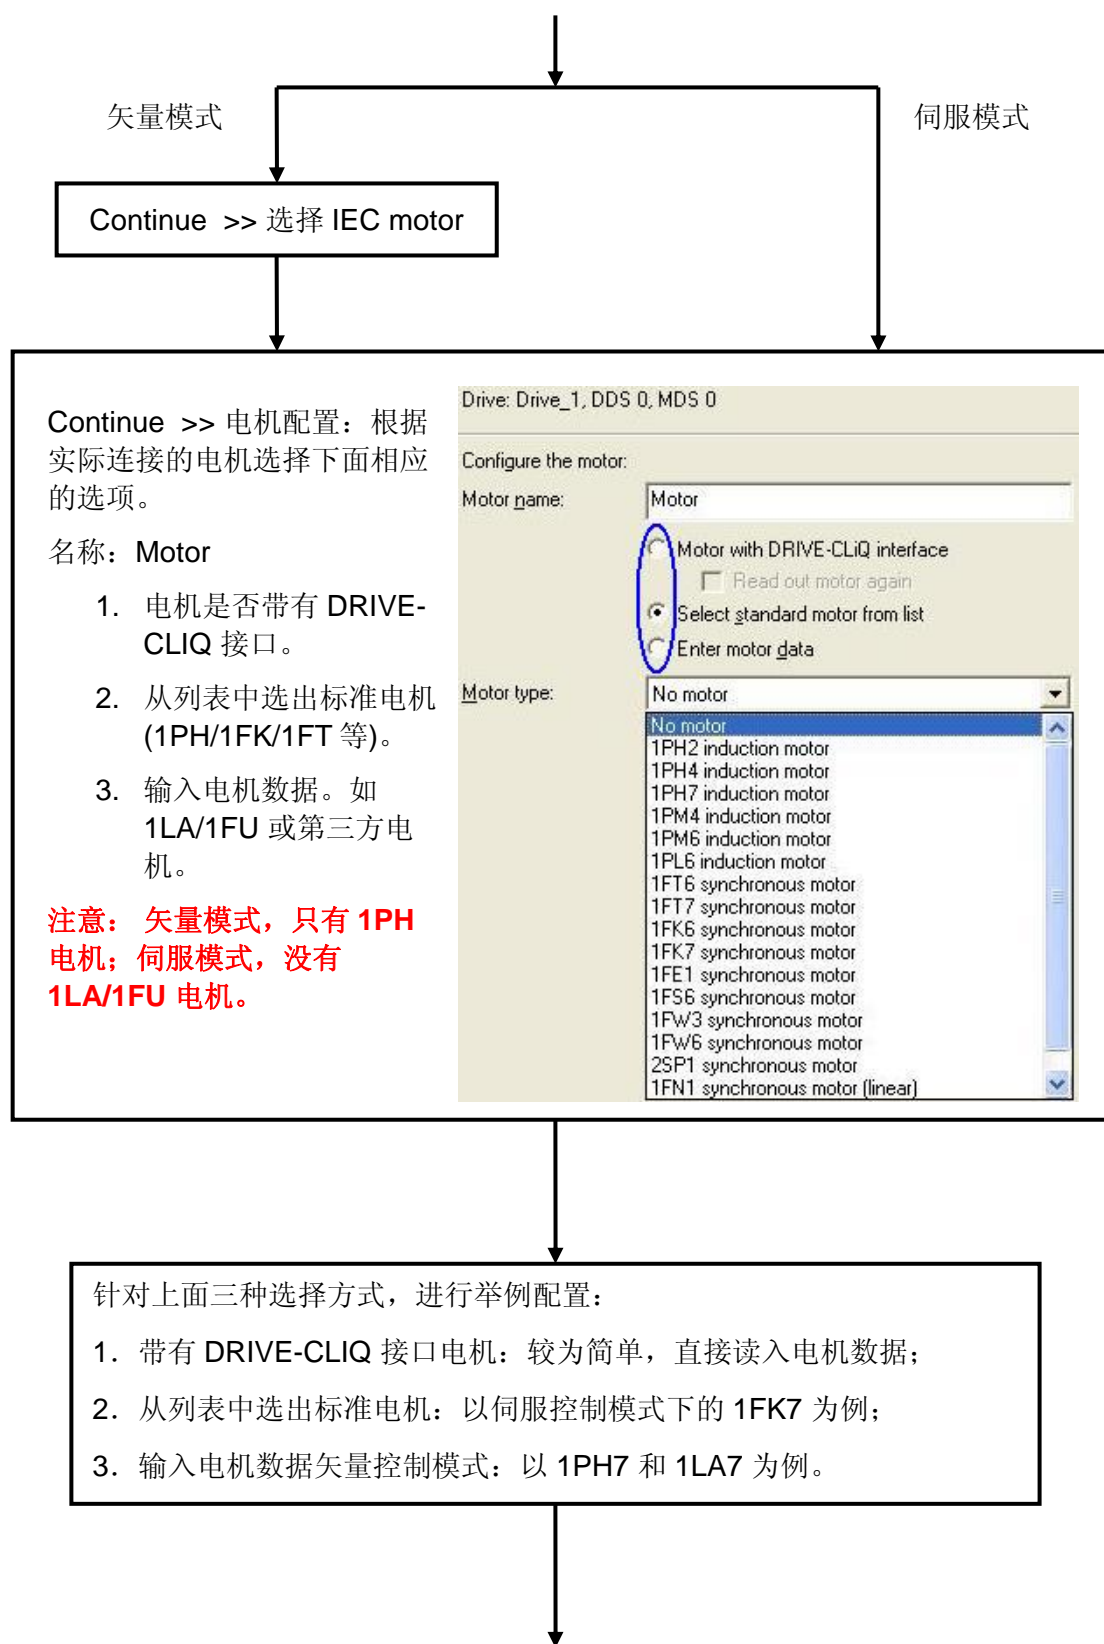 矢量模式
伺服模式
Continue >> 选择 IEC motor
Continue >> 电机配置：根据
实际连接的电机选择下面相应
的选项。
名称：Motor
1. 电机是否带有 DRIVE-
CLIQ 接口。
2. 从列表中选出标准电机
(1PH/1FK/1FT 等)。
3. 输入电机数据。如
1LA/1FU 或第三方电
机。
注意： 矢量模式，只有 1PH
电机；伺服模式，没有
1LA/1FU 电机。
Drive: Drive_1, DDS 0, MDS 0
Configure the motor:
Motor name: Motor
Motor with DRIVE-CLiQ interface
Read out motor again
Select standard motor from list
Enter motor data
Motor type: No motor
No motor
1PH2 induction motor
1PH4 induction motor
1PH7 induction motor
1PM4 induction motor
1PM6 induction motor
1PL6 induction motor
1FT6 synchronous motor
1FT7 synchronous motor
1FK6 synchronous motor
1FK7 synchronous motor
1FE1 synchronous motor
1FS6 synchronous motor
1FW3 synchronous motor
1FW6 synchronous motor
2SP1 synchronous motor
1FN1 synchronous motor (linear)
针对上面三种选择方式，进行举例配置：
1．带有 DRIVE-CLIQ 接口电机：较为简单，直接读入电机数据；
2．从列表中选出标准电机：以伺服控制模式下的 1FK7 为例；
3．输入电机数据矢量控制模式：以 1PH7 和 1LA7 为例。